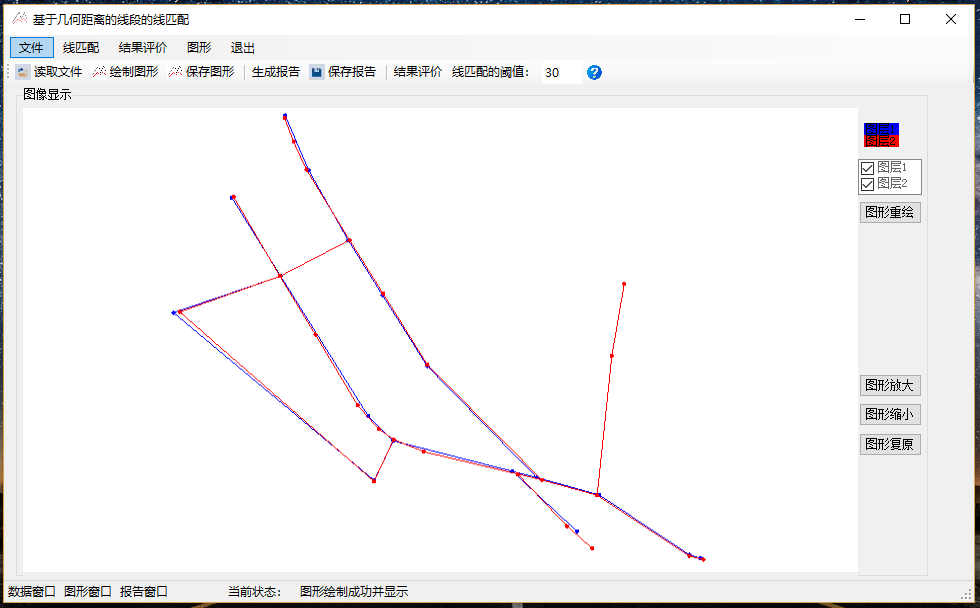 基于几何距离的线段的线匹配
文件 线匹配 结果评价 图形 退出
读取文件 绘制图形 保存图形 生成报告 保存报告 结果评价 线匹配的阈值： 30
图像显示
图层1
图层2
图层1
图层2
图形重绘
图形放大
图形缩小
图形复原
数据窗口 图形窗口 报告窗口 当前状态： 图形绘制成功并显示